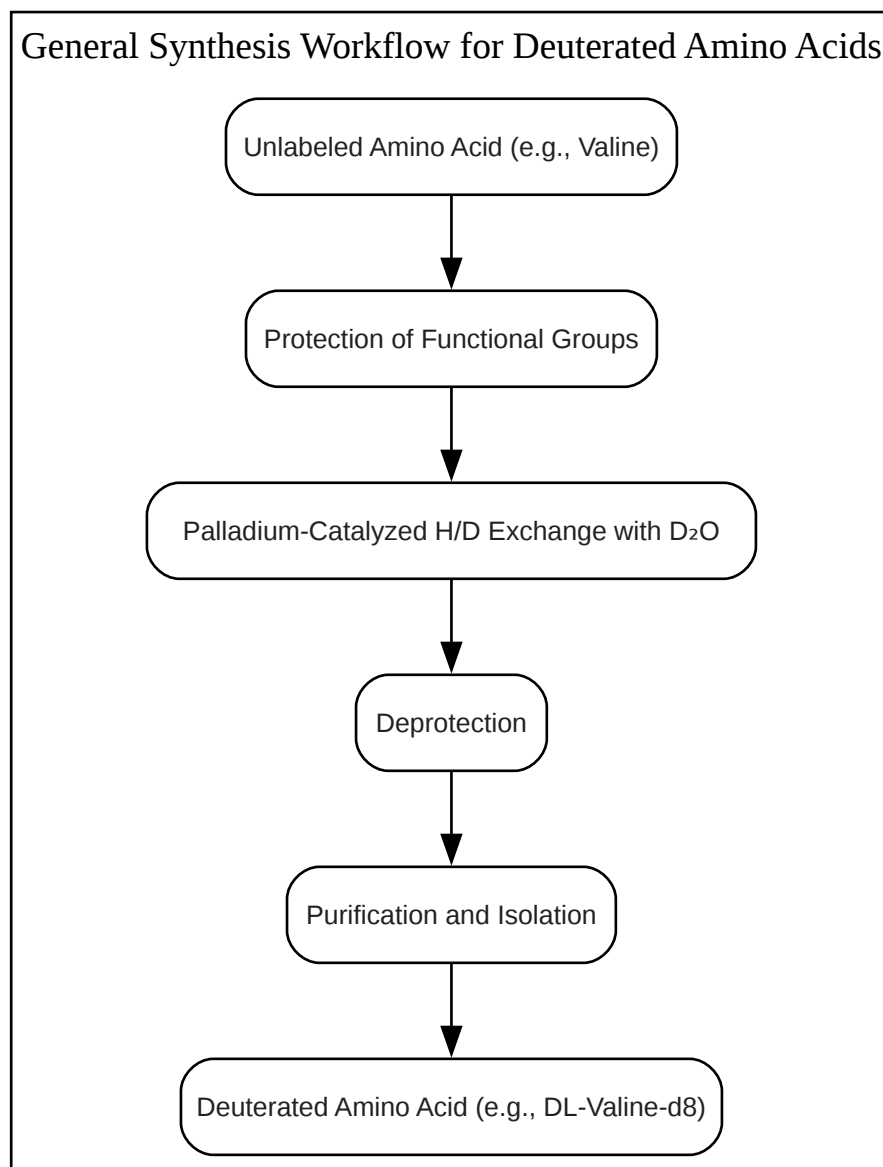 General Synthesis Workflow for Deuterated Amino Acids
Unlabeled Amino Acid (e.g., Valine)
Protection of Functional Groups
Palladium-Catalyzed H/D Exchange with D₂O
Deprotection
Purification and Isolation
Deuterated Amino Acid (e.g., DL-Valine-d8)